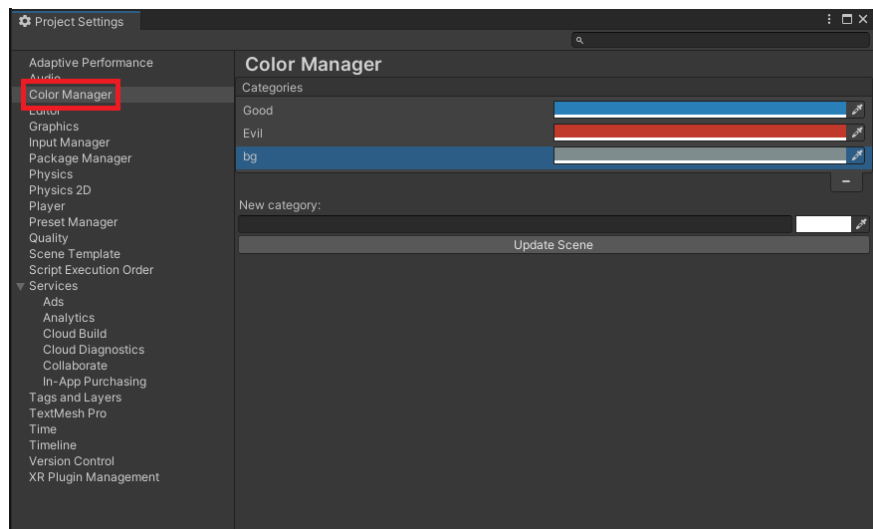 Project Settings
Adaptive Performance
Audio
Color Manager
Editor
Graphics
Input Manager
Package Manager
Physics
Physics 2D
Player
Preset Manager
Quality
Scene Template
Script Execution Order
Services
Ads
Analytics
Cloud Build
Cloud Diagnostics
Collaborate
In-App Purchasing
Tags and Layers
TextMesh Pro
Time
Timeline
Version Control
XR Plugin Management
Color Manager
Categories
Good
Evil
bg
New category:
Update Scene